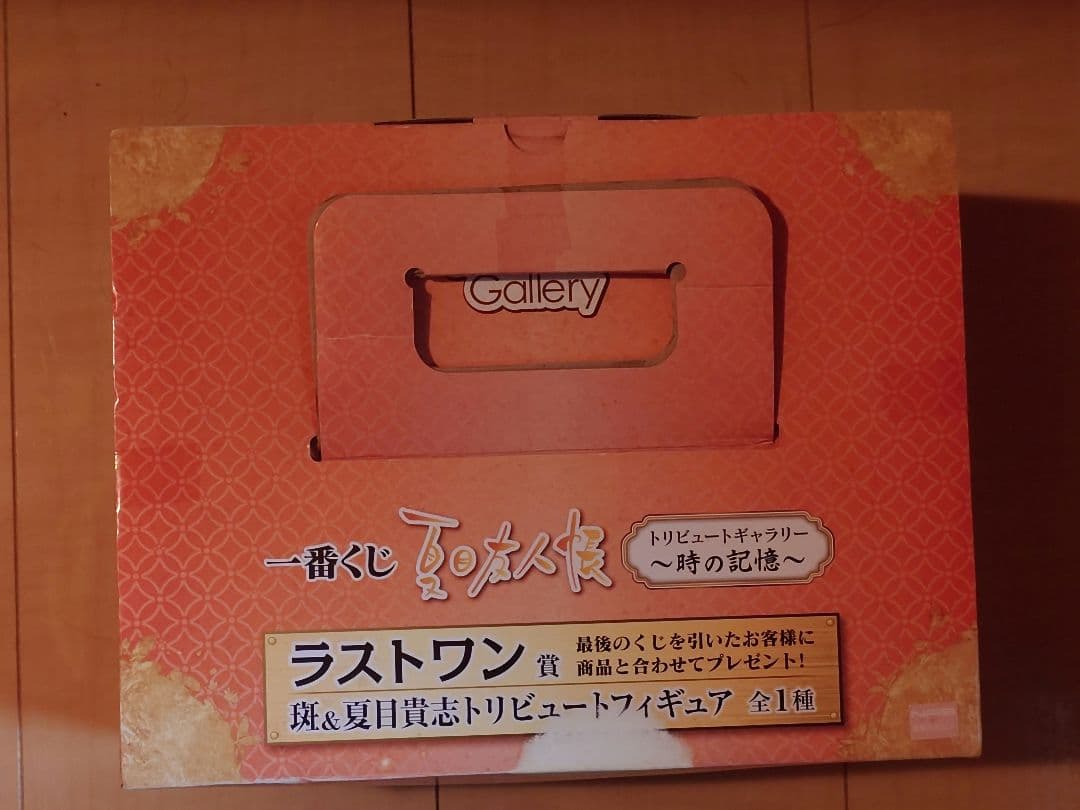 Gallery
一番くじ 夏目友人帳 トリビュートギャラリー
～時の記憶～
ラストワン賞 最後のくじを引いたお客様に
商品と合わせてプレゼント!
斑&夏目貴志トリビュートフィギュア 全1種